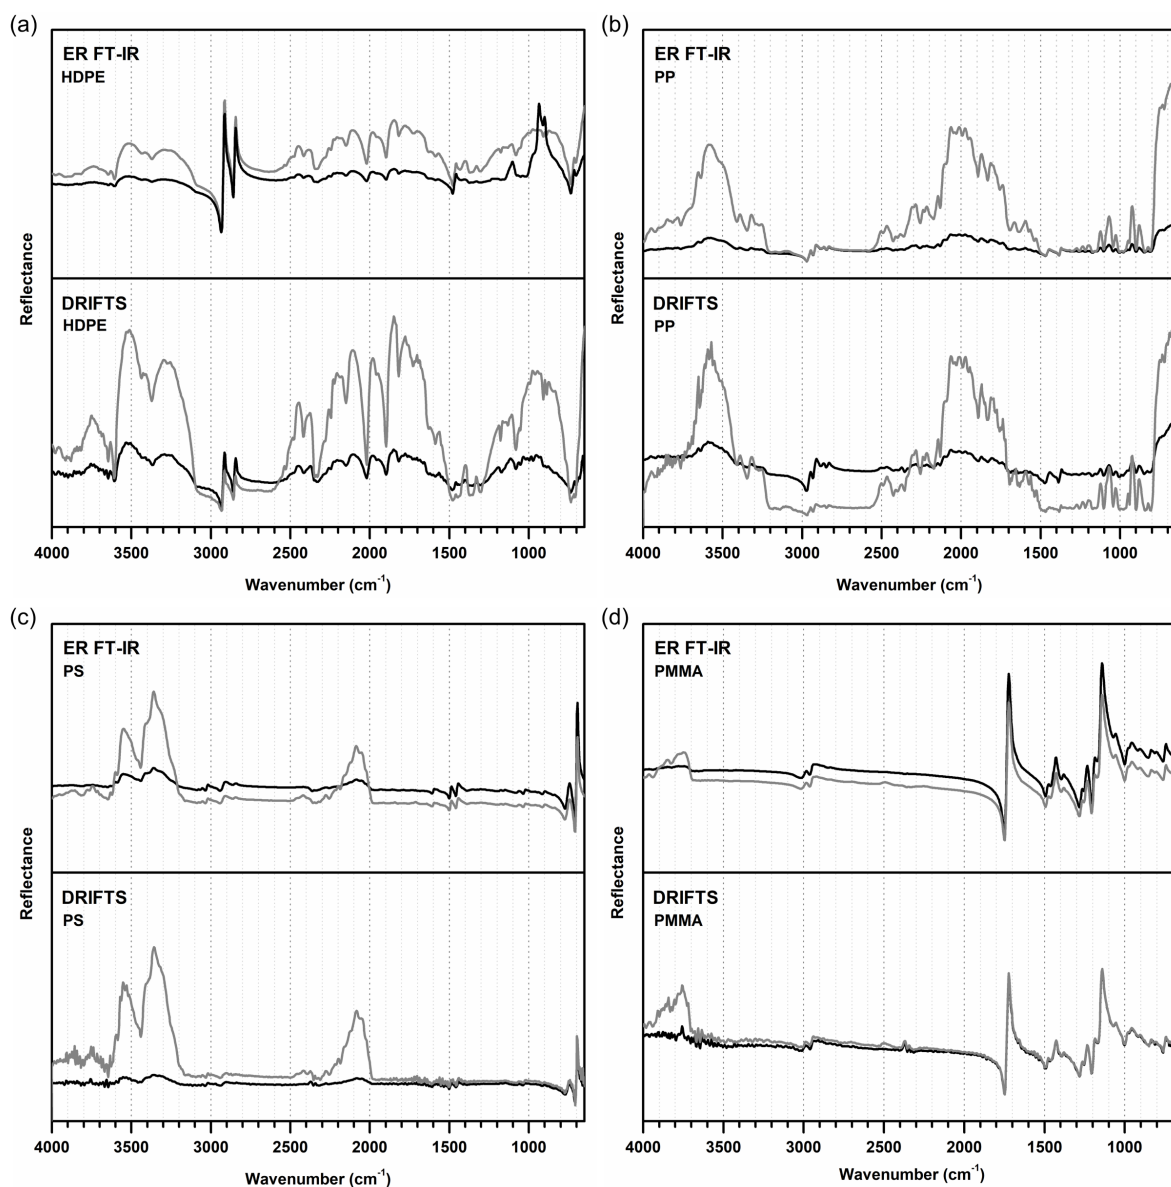 (a)
ER FT-IR
HDPE
DRIFTS
HDPE
Reflectance
4000 3500 3000 2500 2000 1500 1000
Wavenumber (cm⁻¹)
(b)
ER FT-IR
PP
DRIFTS
PP
Reflectance
4000 3500 3000 2500 2000 1500 1000
Wavenumber (cm⁻¹)
(c)
ER FT-IR
PS
DRIFTS
PS
Reflectance
4000 3500 3000 2500 2000 1500 1000
Wavenumber (cm⁻¹)
(d)
ER FT-IR
PMMA
DRIFTS
PMMA
Reflectance
4000 3500 3000 2500 2000 1500 1000
Wavenumber (cm⁻¹)